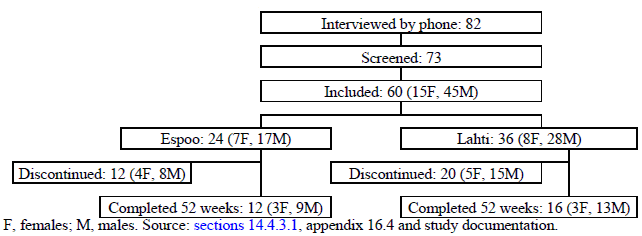 Interviewed by phone: 82
Screened: 73
Included: 60 (15F, 45M)
Espoo: 24 (7F, 17M)
Lahti: 36 (8F, 28M)
Discontinued: 12 (4F, 8M)
Discontinued: 20 (5F, 15M)
Completed 52 weeks: 12 (3F, 9M)
Completed 52 weeks: 16 (3F, 13M)
F, females; M, males. Source: sections 14.4.3.1, appendix 16.4 and study documentation.